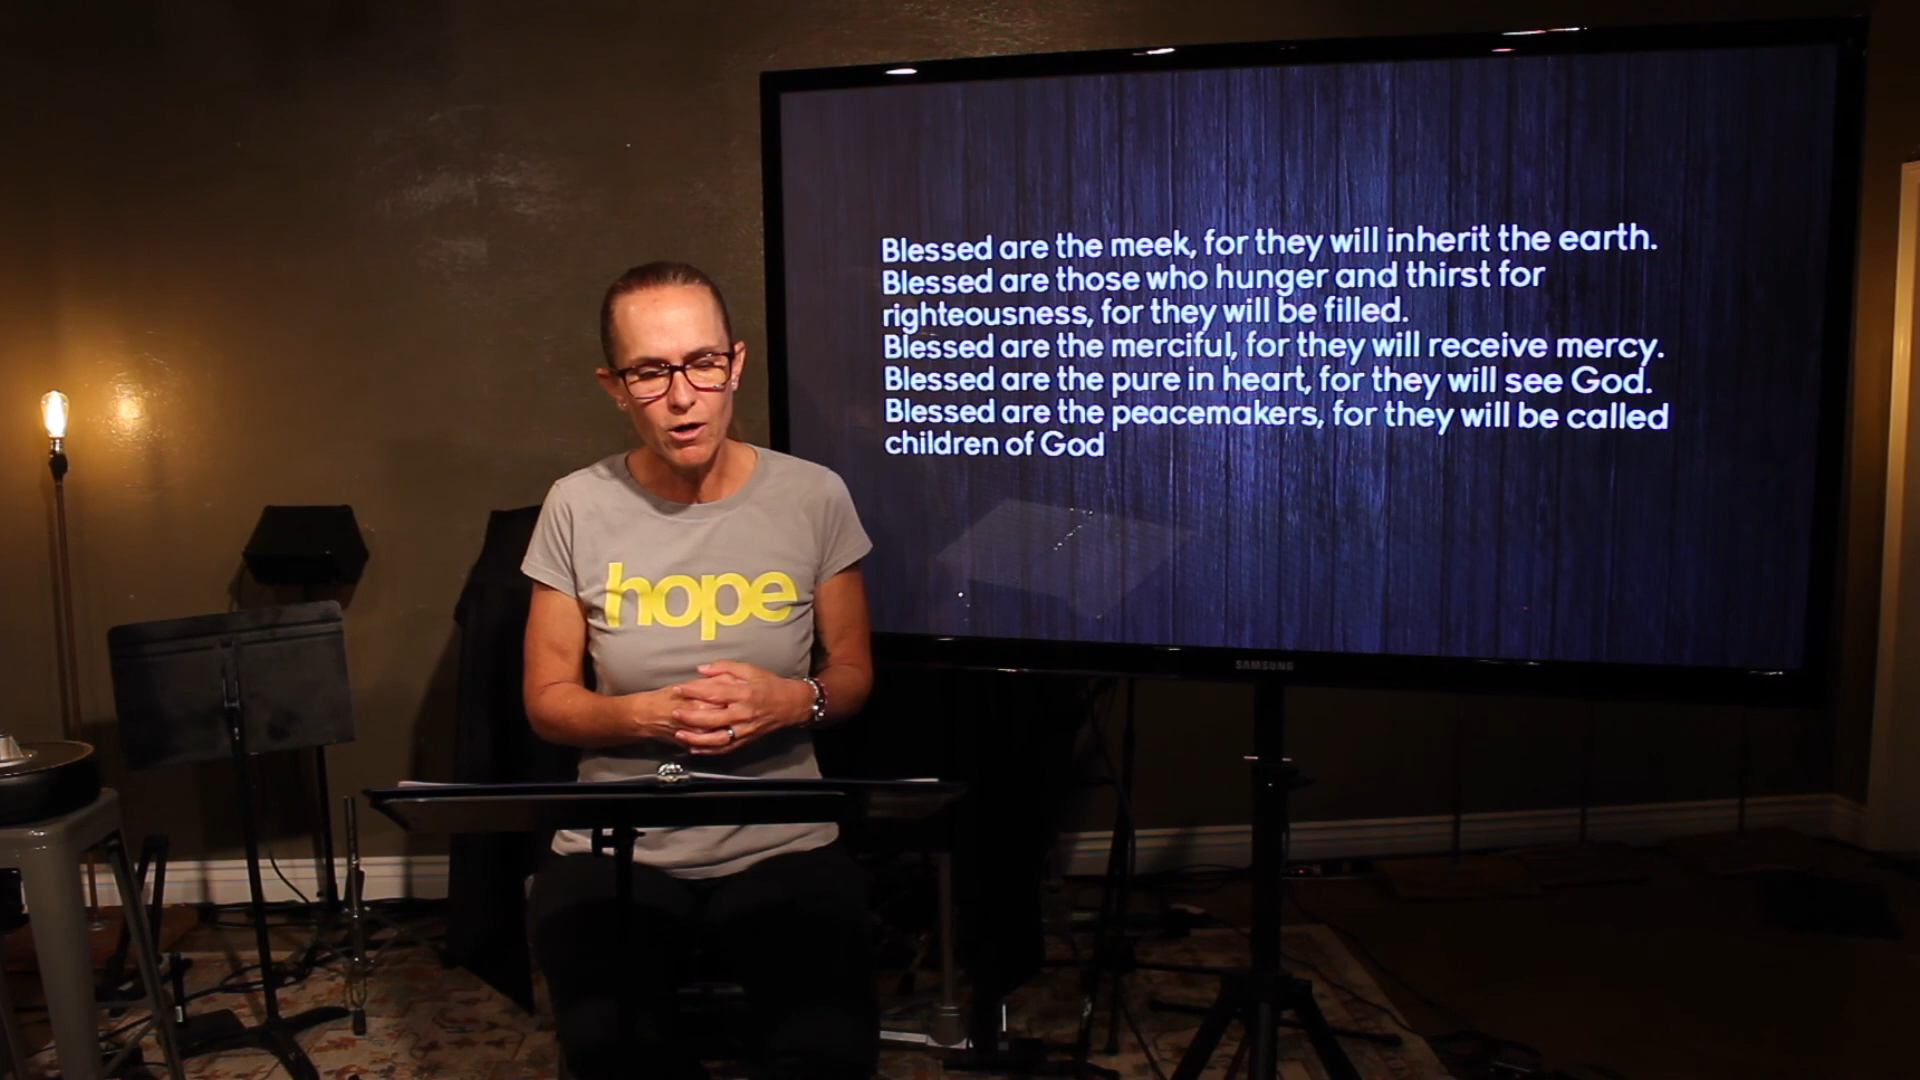 Blessed are the meek, for they will inherit the earth.
Blessed are those who hunger and thirst for
righteousness, for they will be filled.
Blessed are the merciful, for they will receive mercy.
Blessed are the pure in heart, for they will see God.
Blessed are the peacemakers, for they will be called
children of God
hope
SAMSUNG